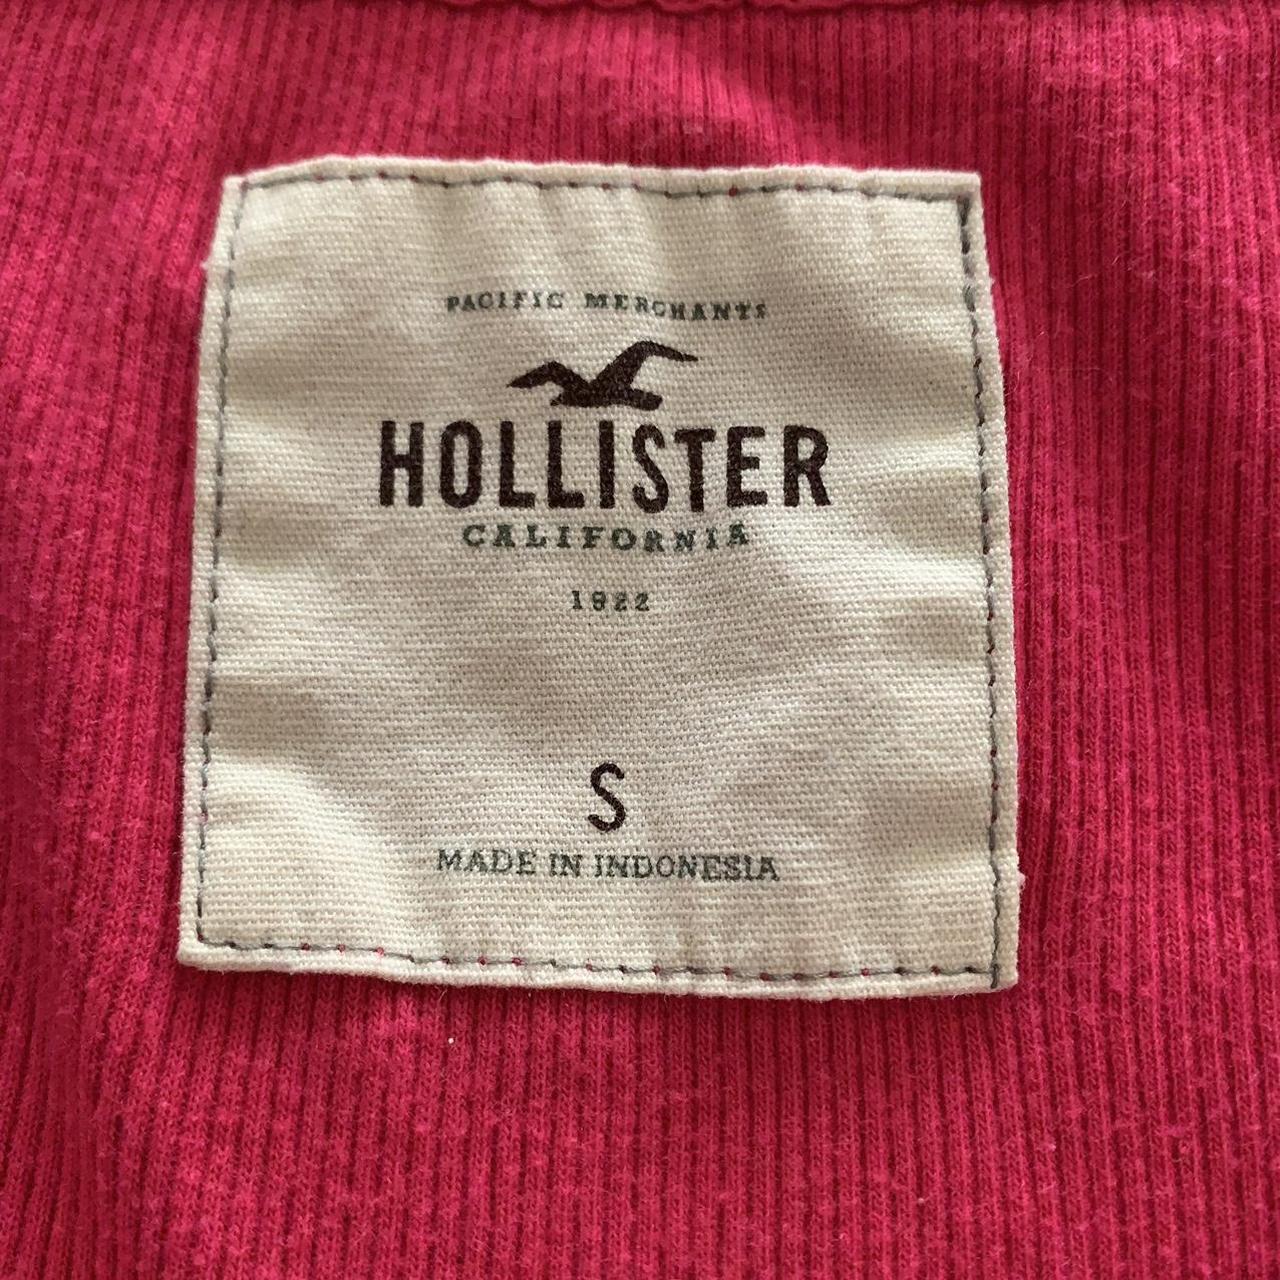 PACIFIC MERCHANTS
HOLLISTER
CALIFORNIA
1922
S
MADE IN INDONESIA